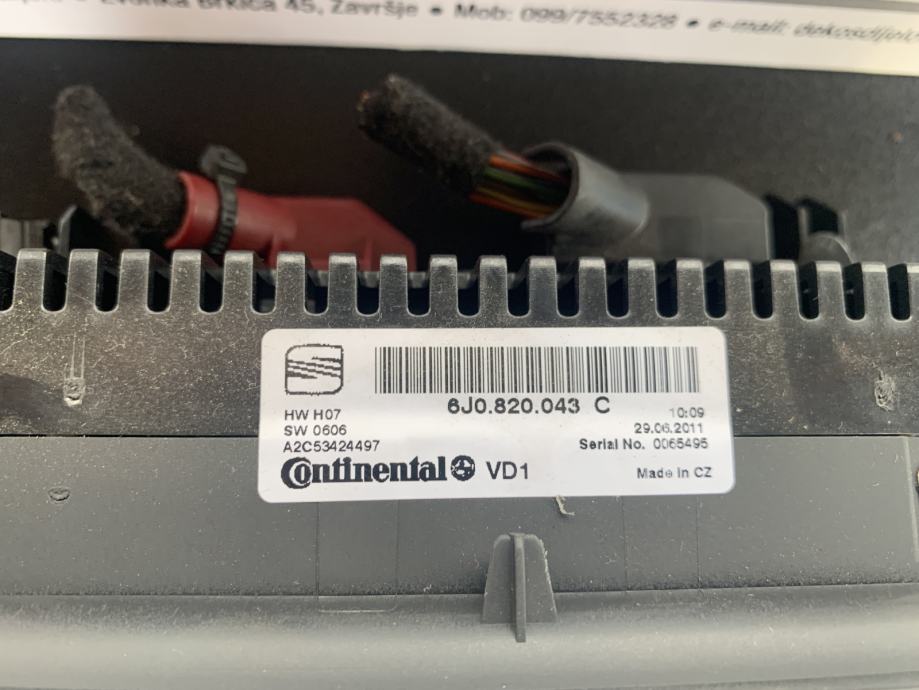 Zvonka Brkića 45, Završje • Mob: 099/7552328 • e-mail:
6J0.820.043 C
HW H07
SW 0606
A2C53424497
10:09
29.06.2011
Serial No. 0065495
Continental VD1
Made in CZ